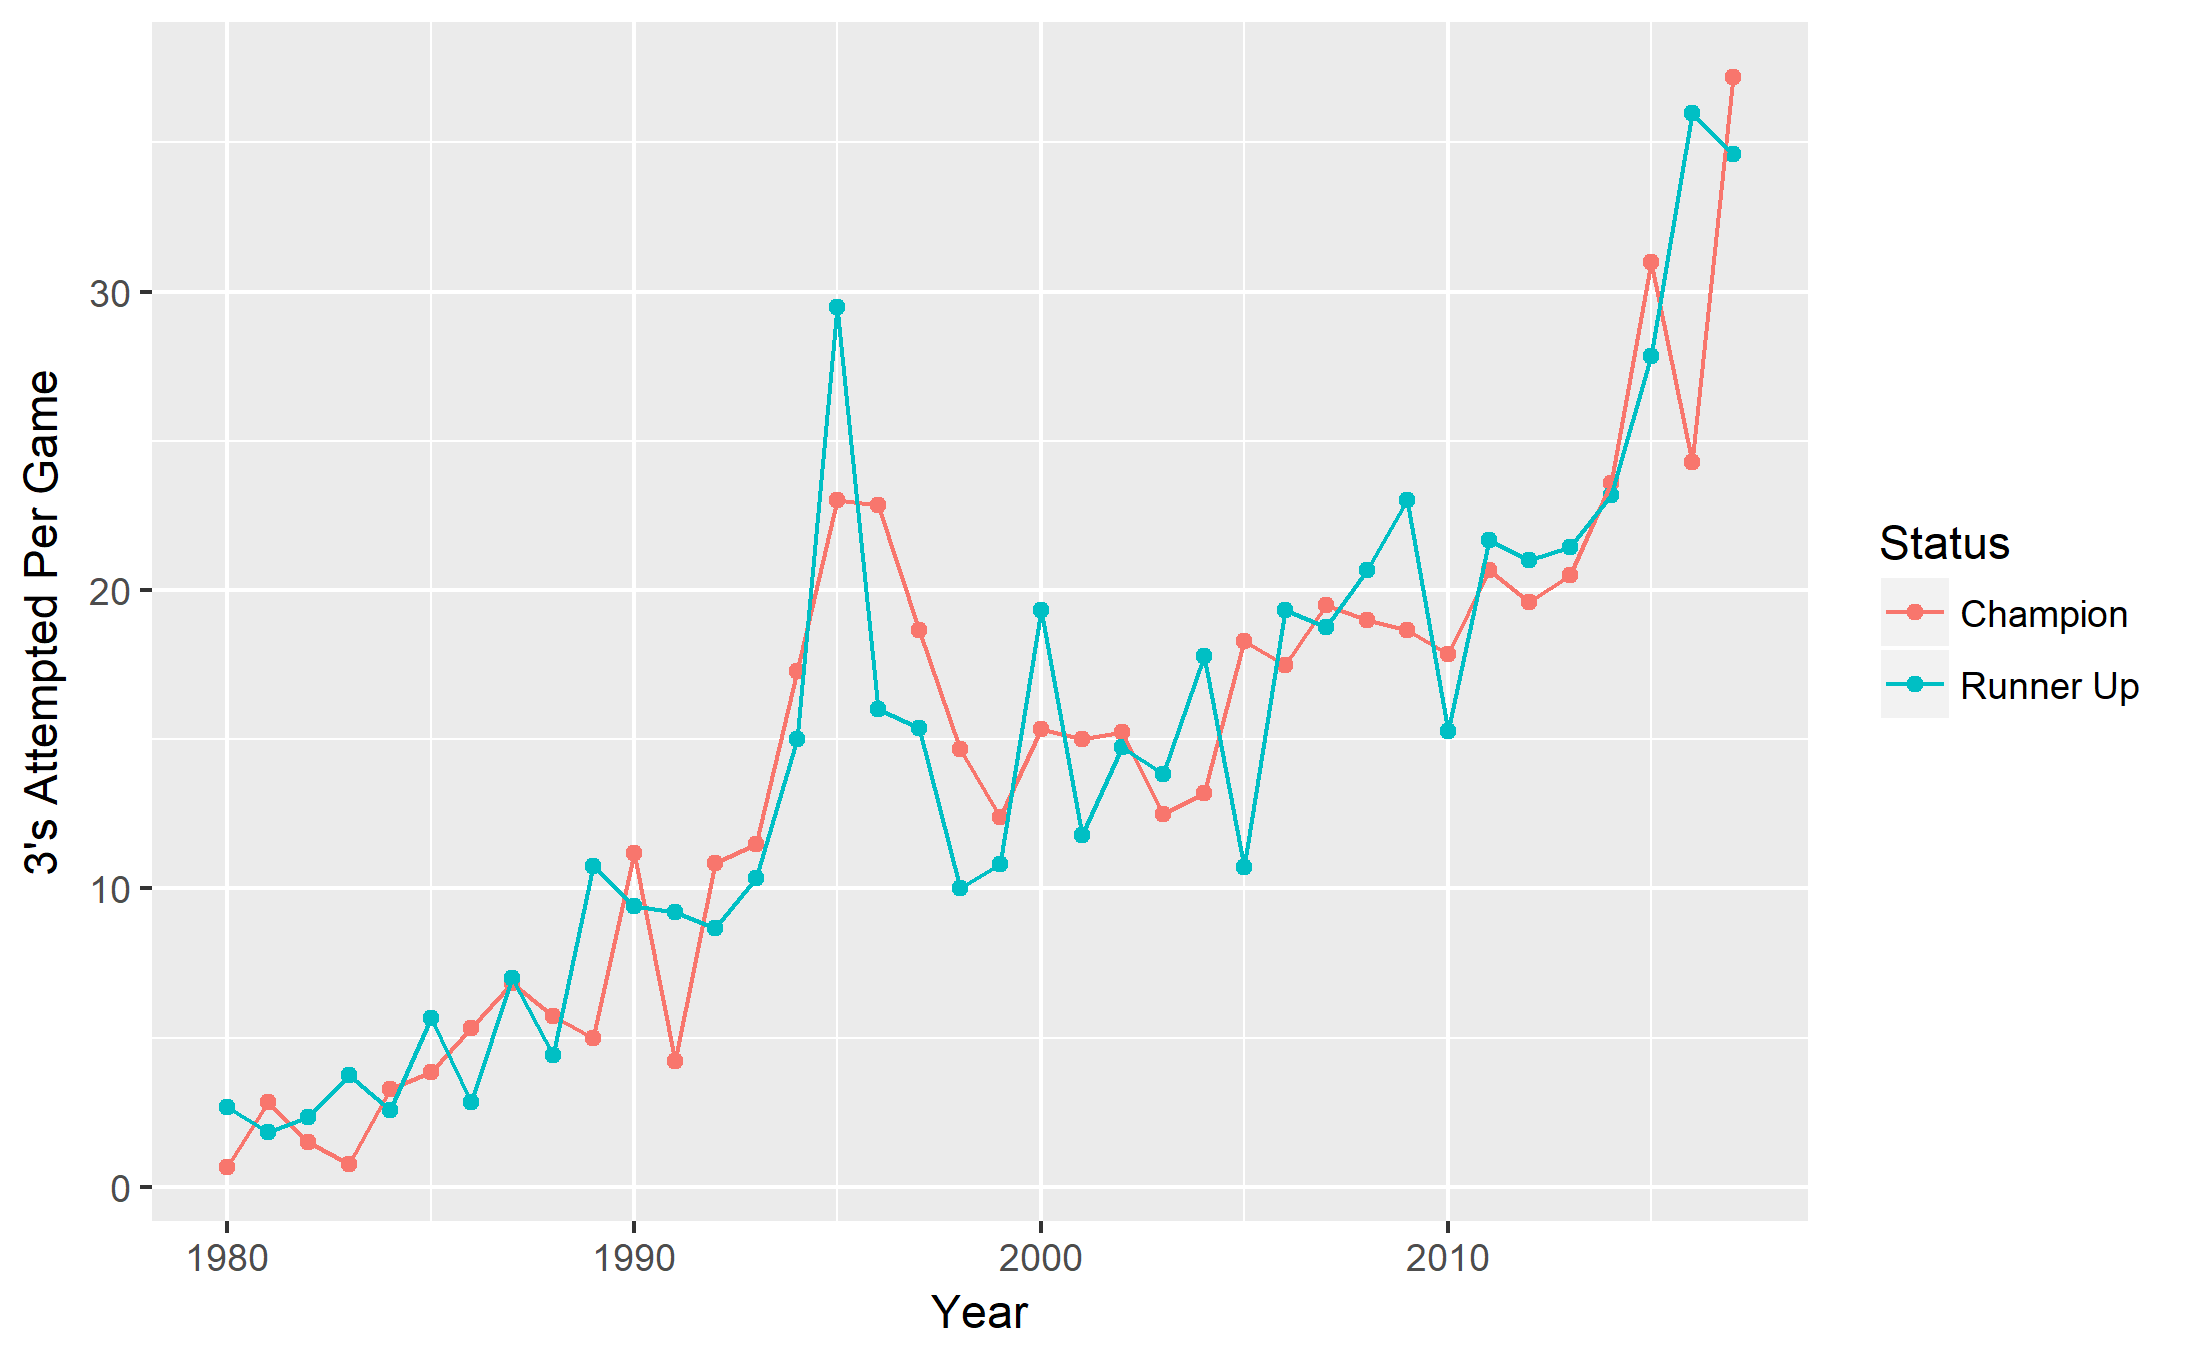 3's Attempted Per Game
30
20
10
0
1980 1990 2000 2010
Year
Status
Champion
Runner Up